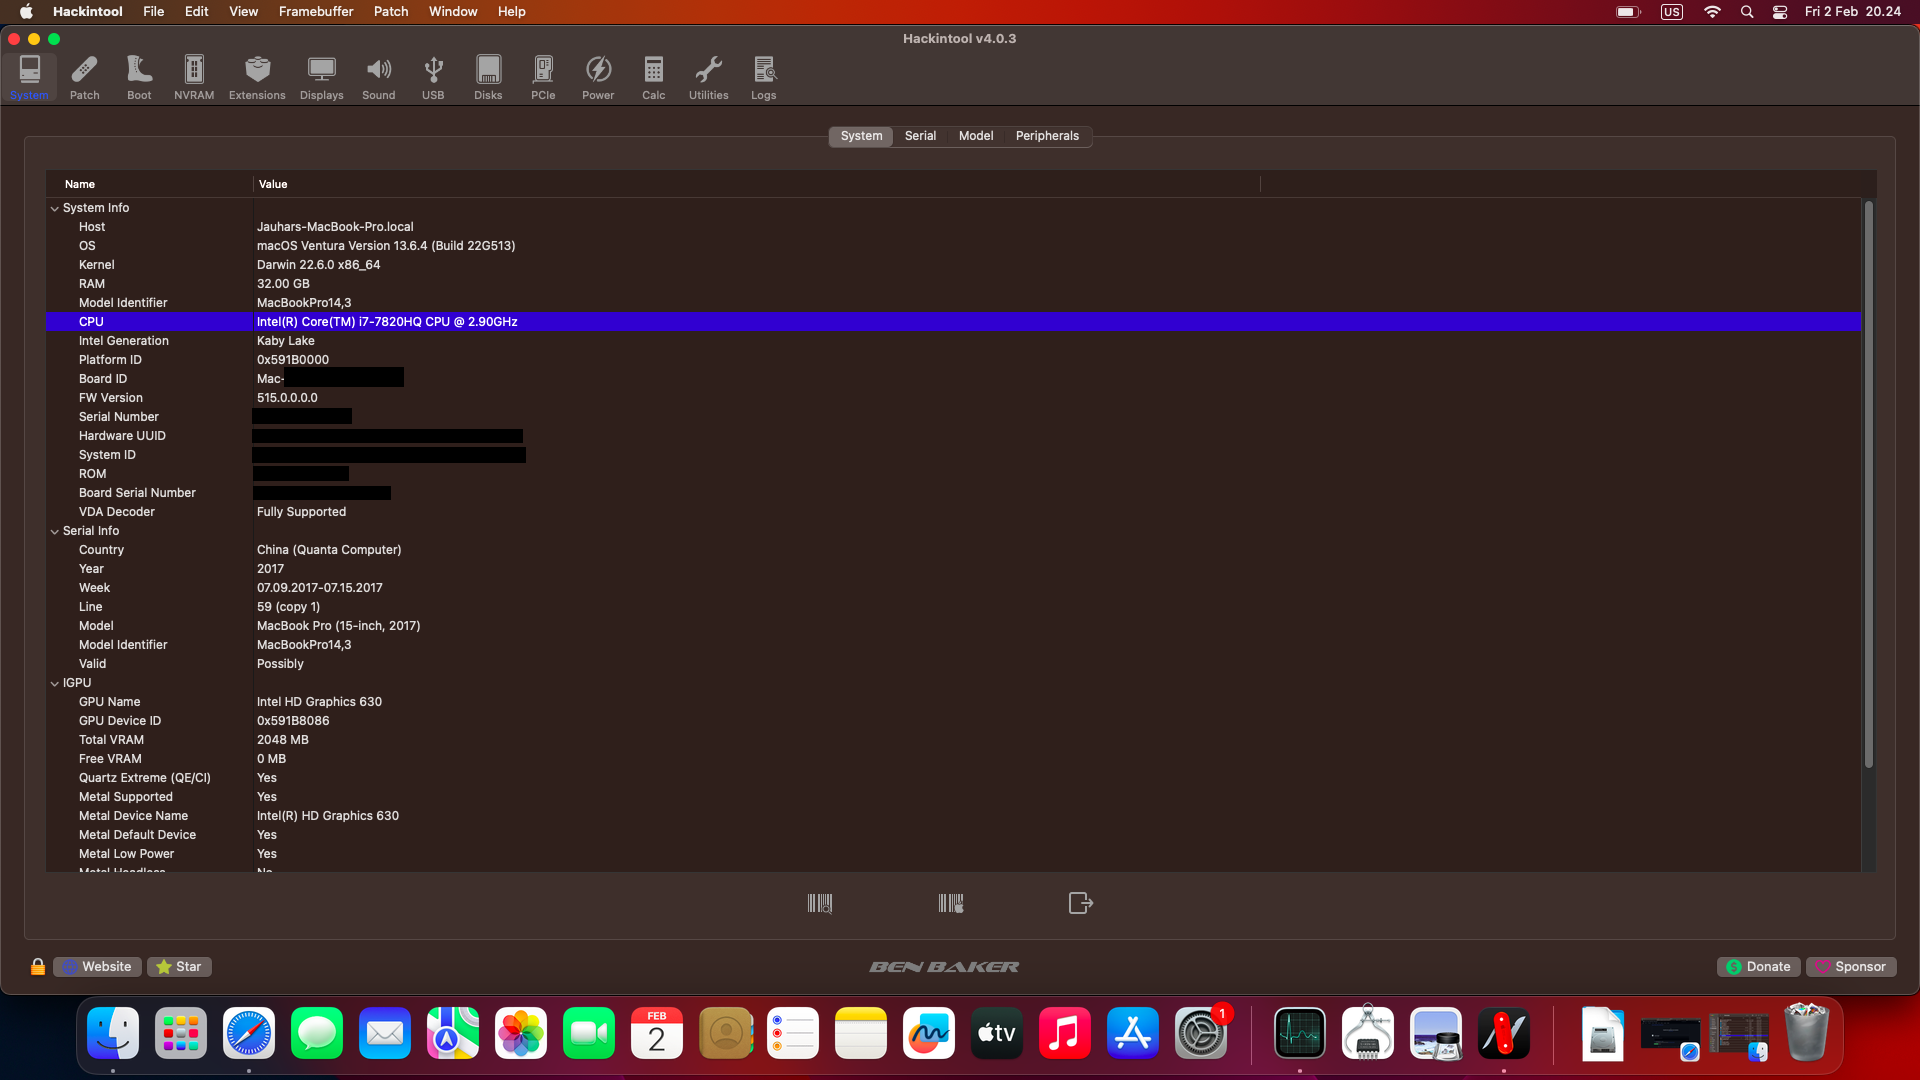 Hackintool File Edit View Framebuffer Patch Window Help US Fri 2 Feb 20.24
Hackintool v4.0.3
System Patch Boot NVRAM Extensions Displays Sound USB Disks PCIe Power Calc Utilities Logs
System Serial Model Peripherals
Name Value
System Info
Host Jauhars-MacBook-Pro.local
OS macOS Ventura Version 13.6.4 (Build 22G513)
Kernel Darwin 22.6.0 x86_64
RAM 32.00 GB
Model Identifier MacBookPro14,3
CPU Intel(R) Core(TM) i7-7820HQ CPU @ 2.90GHz
Intel Generation Kaby Lake
Platform ID 0x591B0000
Board ID Mac-
FW Version 515.0.0.0.0
Serial Number
Hardware UUID
System ID
ROM
Board Serial Number
VDA Decoder Fully Supported
Serial Info
Country China (Quanta Computer)
Year 2017
Week 07.09.2017-07.15.2017
Line 59 (copy 1)
Model MacBook Pro (15-inch, 2017)
Model Identifier MacBookPro14,3
Valid Possibly
IGPU
GPU Name Intel HD Graphics 630
GPU Device ID 0x591B8086
Total VRAM 2048 MB
Free VRAM 0 MB
Quartz Extreme (QE/CI) Yes
Metal Supported Yes
Metal Device Name Intel(R) HD Graphics 630
Metal Default Device Yes
Metal Low Power Yes
Metal Headless No
Website Star BEN BAKER Donate Sponsor
FEB
2
tv
1